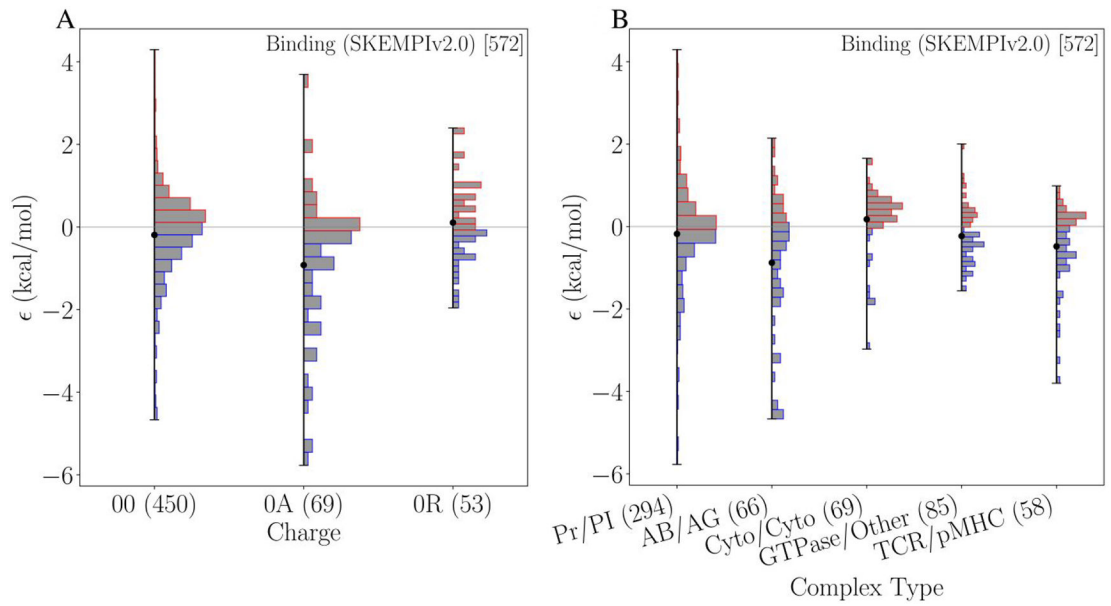 A
Binding (SKEMPIv2.0) [572]
4
2
0
−2
−4
−6
ϵ (kcal/mol)
00 (450)
0A (69)
0R (53)
Charge
B
Binding (SKEMPIv2.0) [572]
4
2
0
−2
−4
−6
ϵ (kcal/mol)
Pr/PI (294)
AB/AG (66)
Cyto/Cyto (69)
GTPase/Other (85)
TCR/pMHC (58)
Complex Type